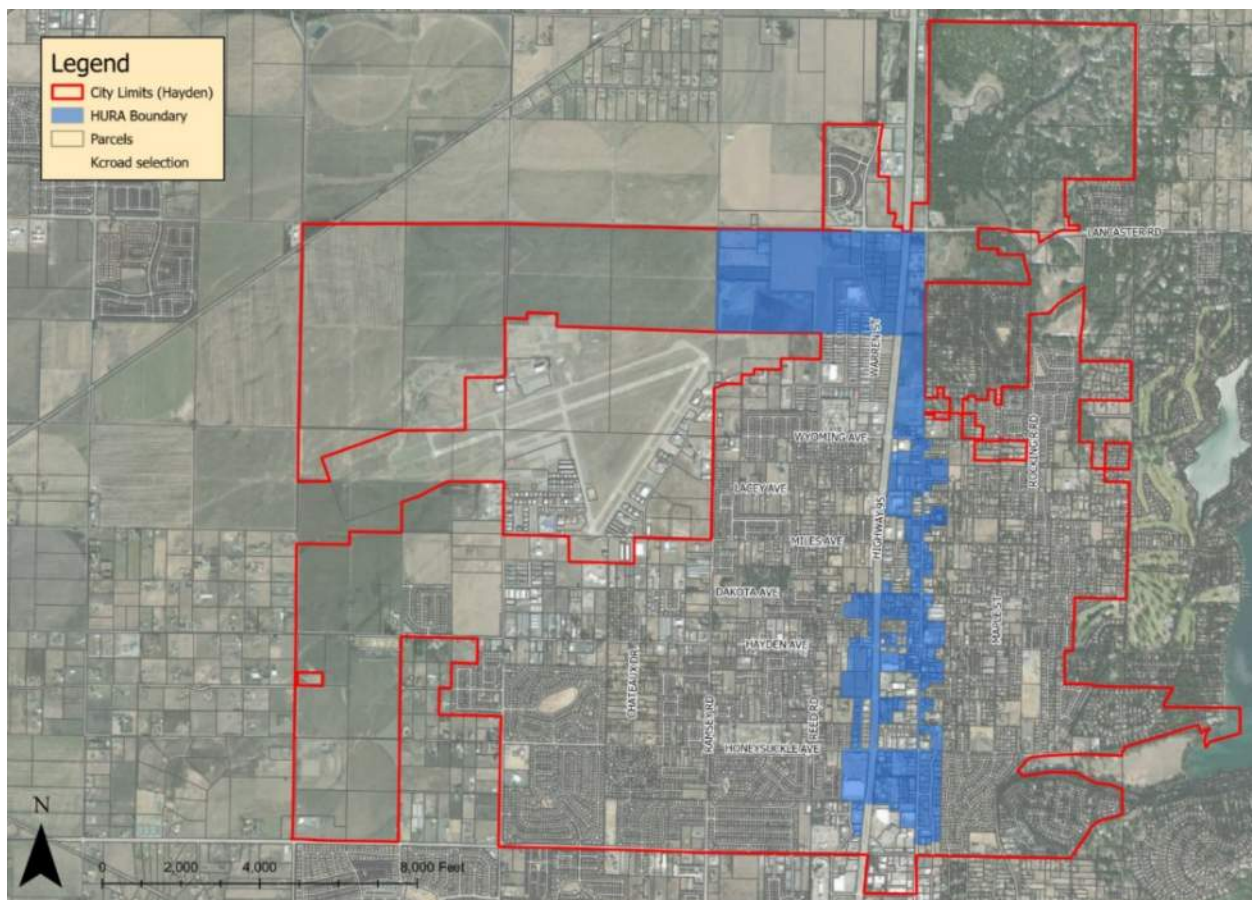 Legend
City Limits (Hayden)
HURA Boundary
Parcels
Kcroad selection
LANCASTER RD
WARREN ST
WYOMING AVE
ROCKING R RD
LACEY AVE
HIGHWAY 95
MILES AVE
DAKOTA AVE
MAPLE ST
HAYDEN AVE
CHATEAUX DR
RAMSEY RD
REED RD
HONEYSUCKLE AVE
N
0 2,000 4,000 8,000 Feet